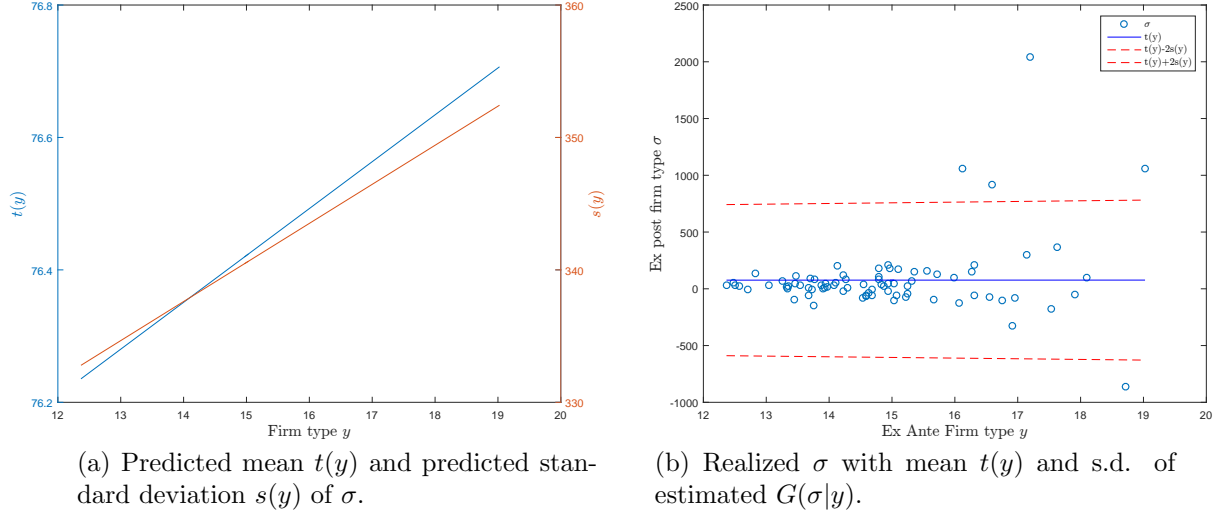 76.8
76.6
76.4
76.2
t(y)
360
350
340
330
s(y)
12 13 14 15 16 17 18 19 20
Firm type y
2500
2000
1500
1000
500
0
-500
-1000
Ex post firm type σ
σ
t(y)
t(y)-2s(y)
t(y)+2s(y)
12 13 14 15 16 17 18 19 20
Ex Ante Firm type y
(a) Predicted mean t(y) and predicted stan-
dard deviation s(y) of σ.
(b) Realized σ with mean t(y) and s.d. of
estimated G(σ|y).